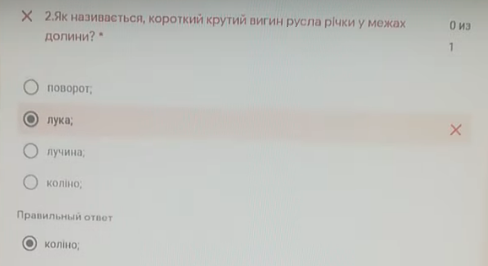 2.Як називається, короткий крутий вигин русла річки у межах
долини? *
0 из
1
поворот;
лука;
лучина;
коліно;
Правильный ответ
коліно;